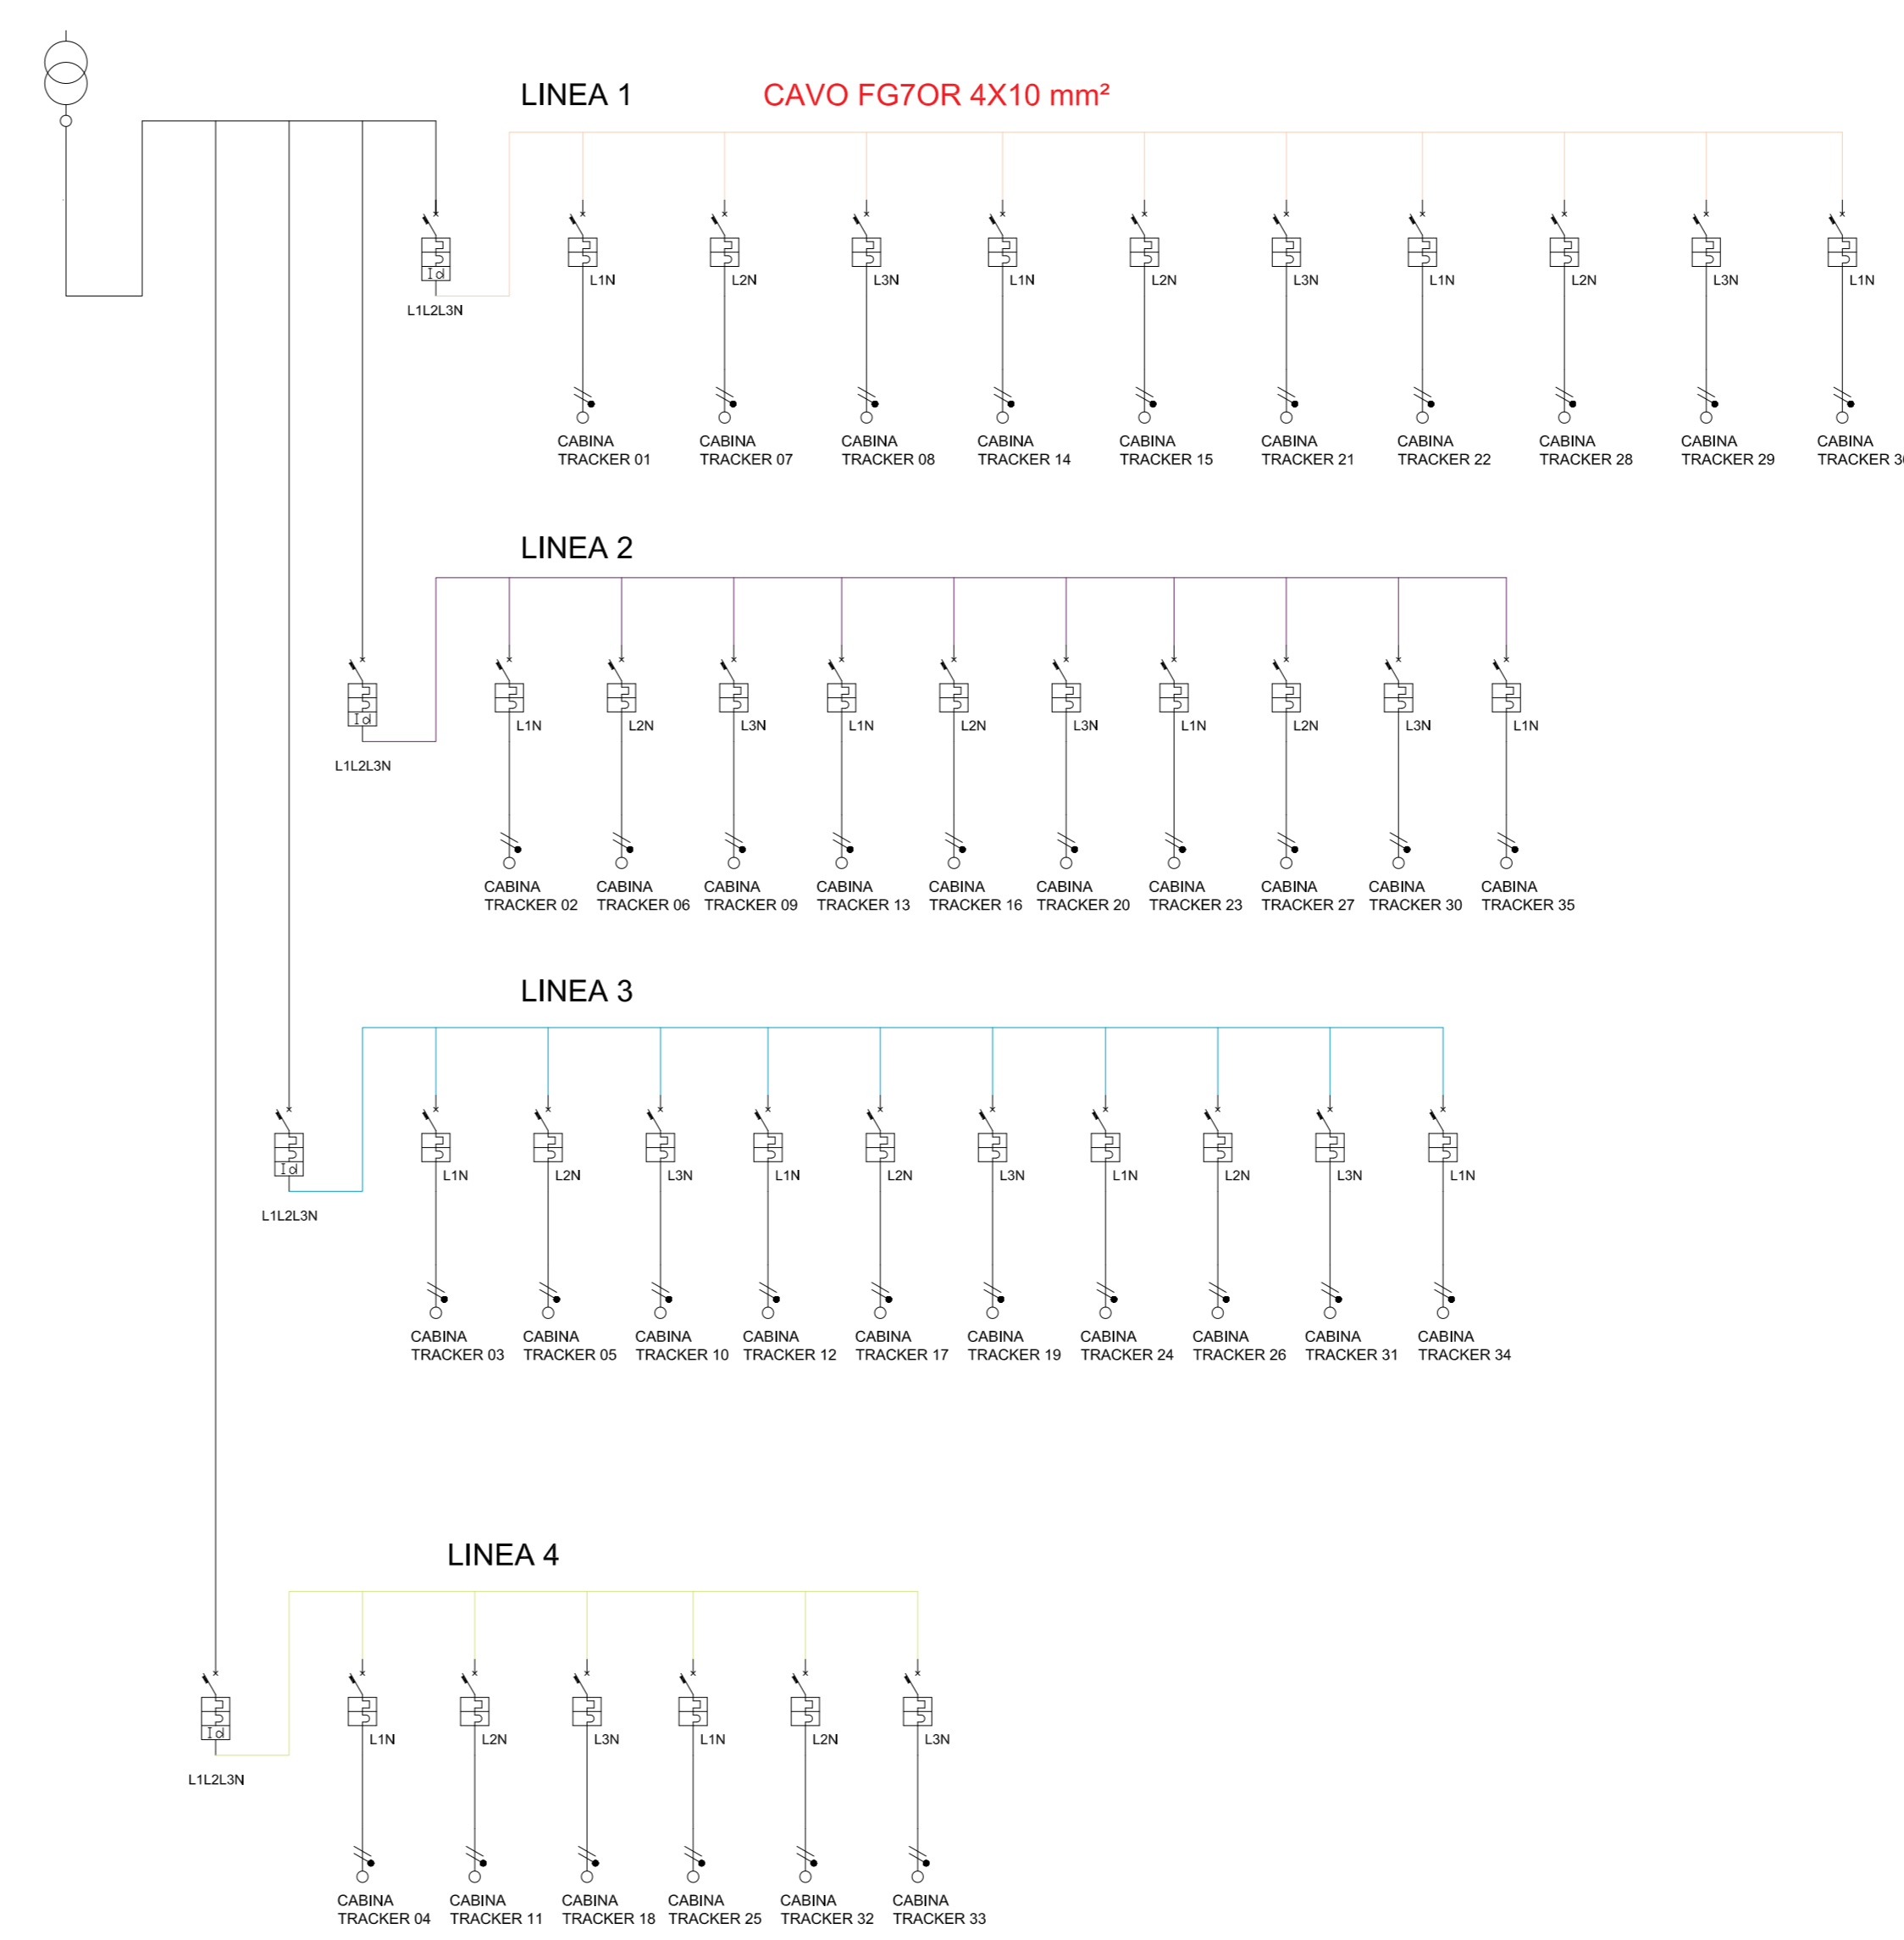 LINEA 1
CAVO FG7OR 4X10 mm²
Id
L1L2L3N
L1N
L2N
L3N
L1N
L2N
L3N
L1N
L2N
L3N
L1N
CABINA
TRACKER 01
CABINA
TRACKER 07
CABINA
TRACKER 08
CABINA
TRACKER 14
CABINA
TRACKER 15
CABINA
TRACKER 21
CABINA
TRACKER 22
CABINA
TRACKER 28
CABINA
TRACKER 29
CABINA
TRACKER
LINEA 2
Id
L1L2L3N
L1N
L2N
L3N
L1N
L2N
L3N
L1N
L2N
L3N
L1N
CABINA
TRACKER 02
CABINA
TRACKER 06
CABINA
TRACKER 09
CABINA
TRACKER 13
CABINA
TRACKER 16
CABINA
TRACKER 20
CABINA
TRACKER 23
CABINA
TRACKER 27
CABINA
TRACKER 30
CABINA
TRACKER 35
LINEA 3
Id
L1L2L3N
L1N
L2N
L3N
L1N
L2N
L3N
L1N
L2N
L3N
L1N
CABINA
TRACKER 03
CABINA
TRACKER 05
CABINA
TRACKER 10
CABINA
TRACKER 12
CABINA
TRACKER 17
CABINA
TRACKER 19
CABINA
TRACKER 24
CABINA
TRACKER 26
CABINA
TRACKER 31
CABINA
TRACKER 34
LINEA 4
Id
L1L2L3N
L1N
L2N
L3N
L1N
L2N
L3N
CABINA
TRACKER 04
CABINA
TRACKER 11
CABINA
TRACKER 18
CABINA
TRACKER 25
CABINA
TRACKER 32
CABINA
TRACKER 33